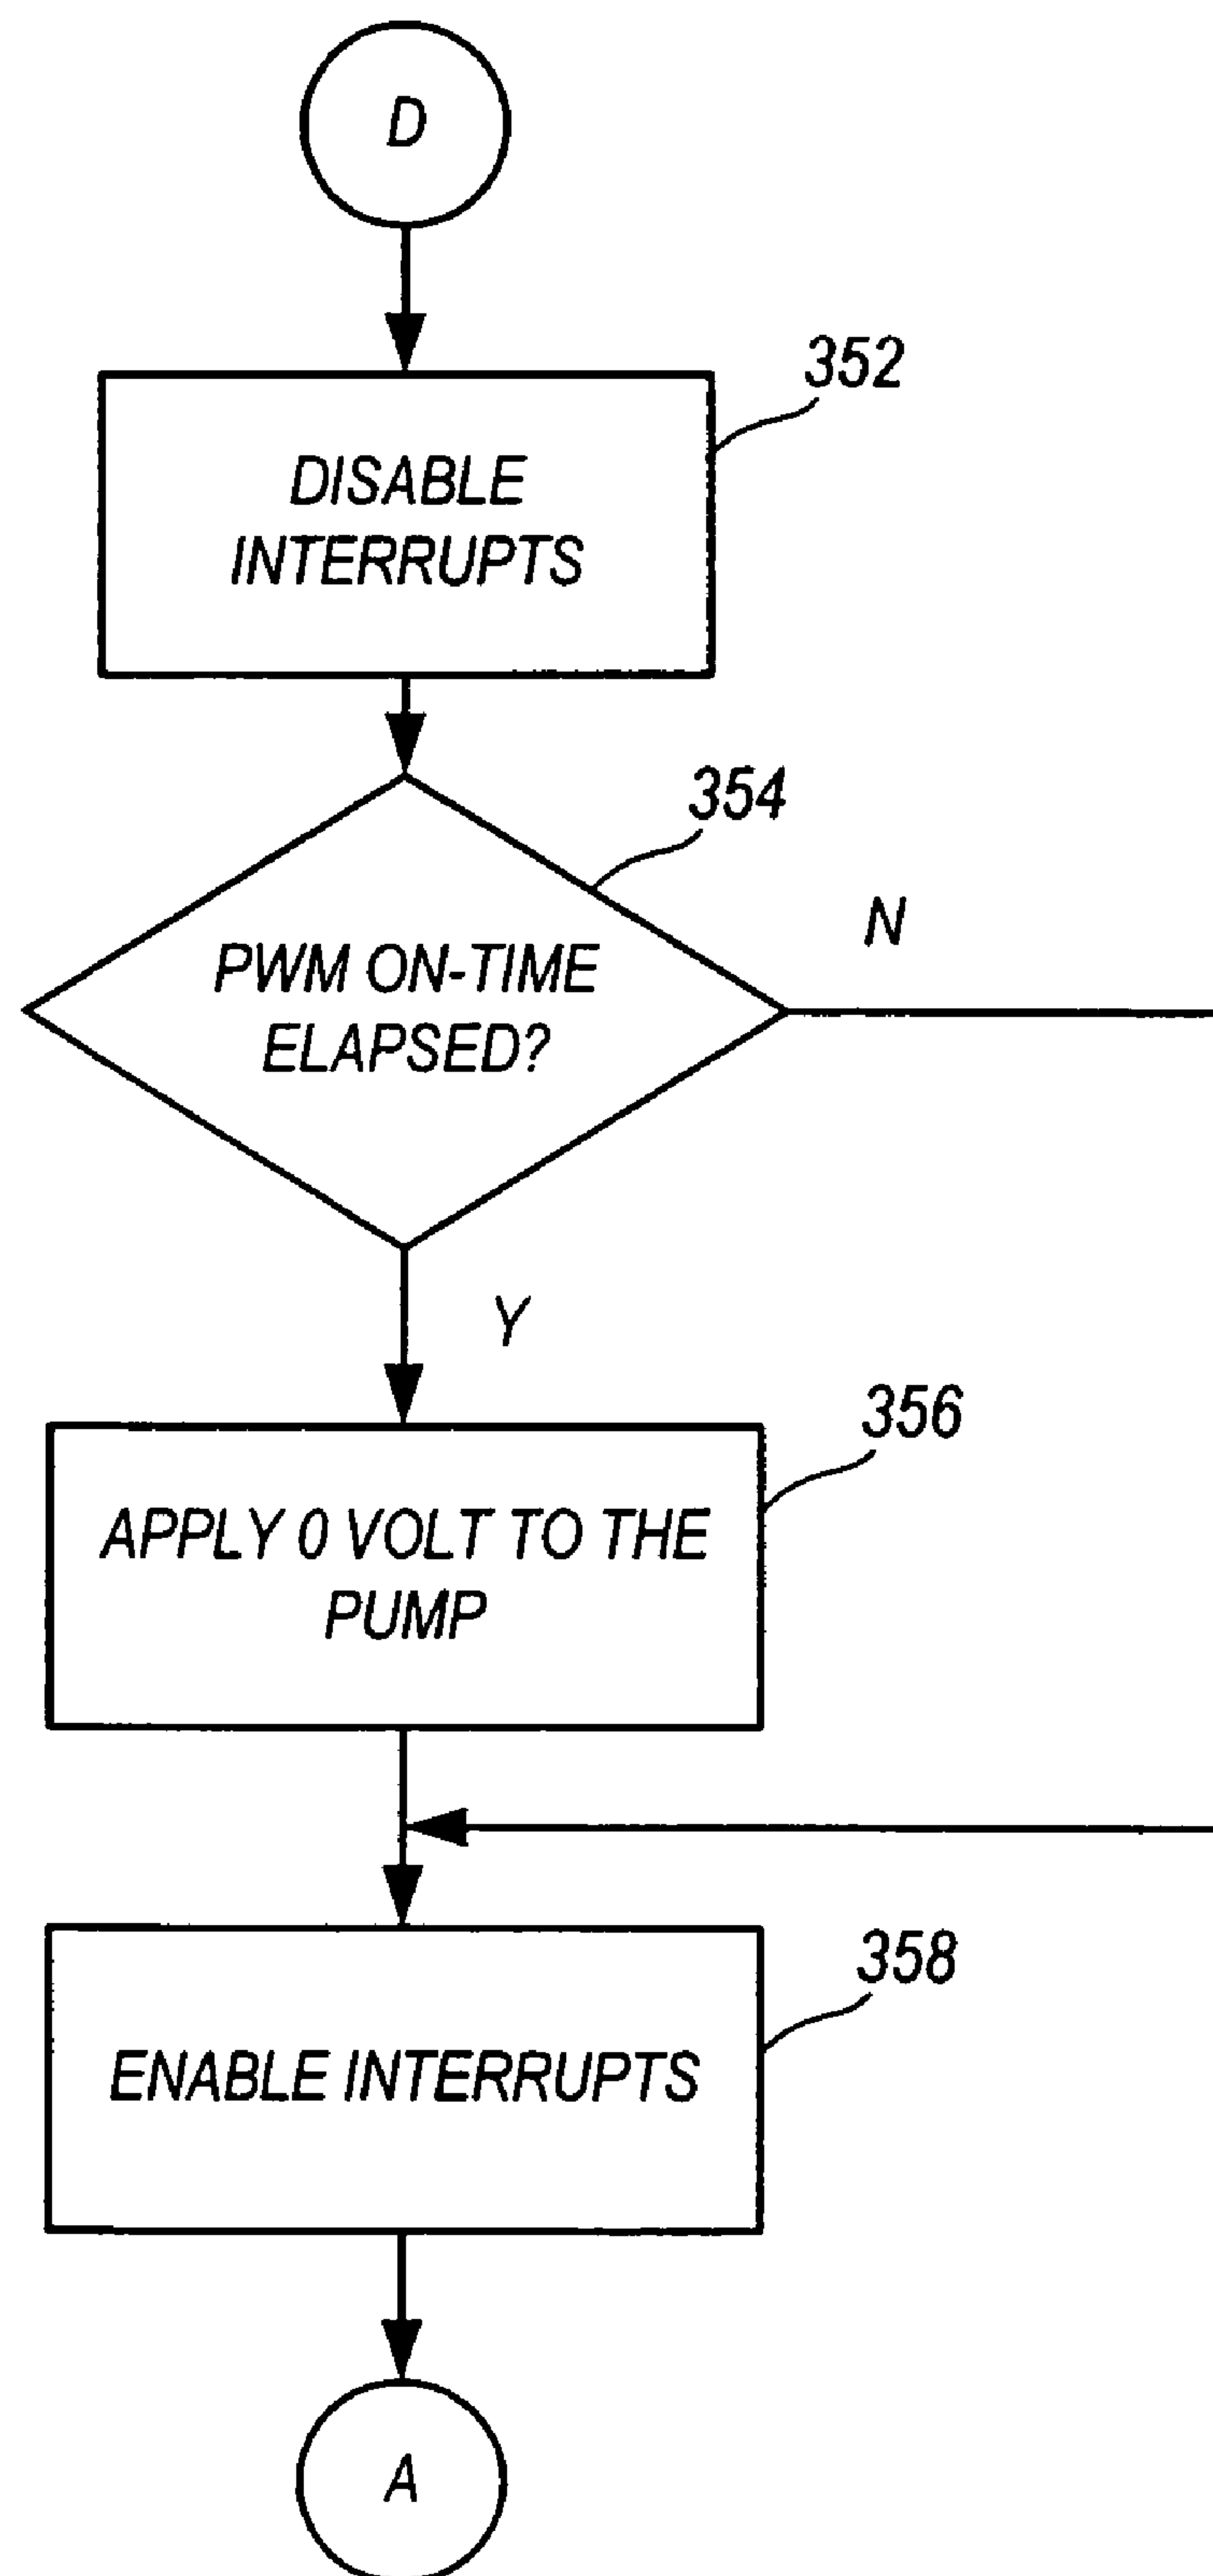 D
352
DISABLE
INTERRUPTS
354
N
PWM ON-TIME
ELAPSED?
Y
356
APPLY 0 VOLT TO THE
PUMP
358
ENABLE INTERRUPTS
A